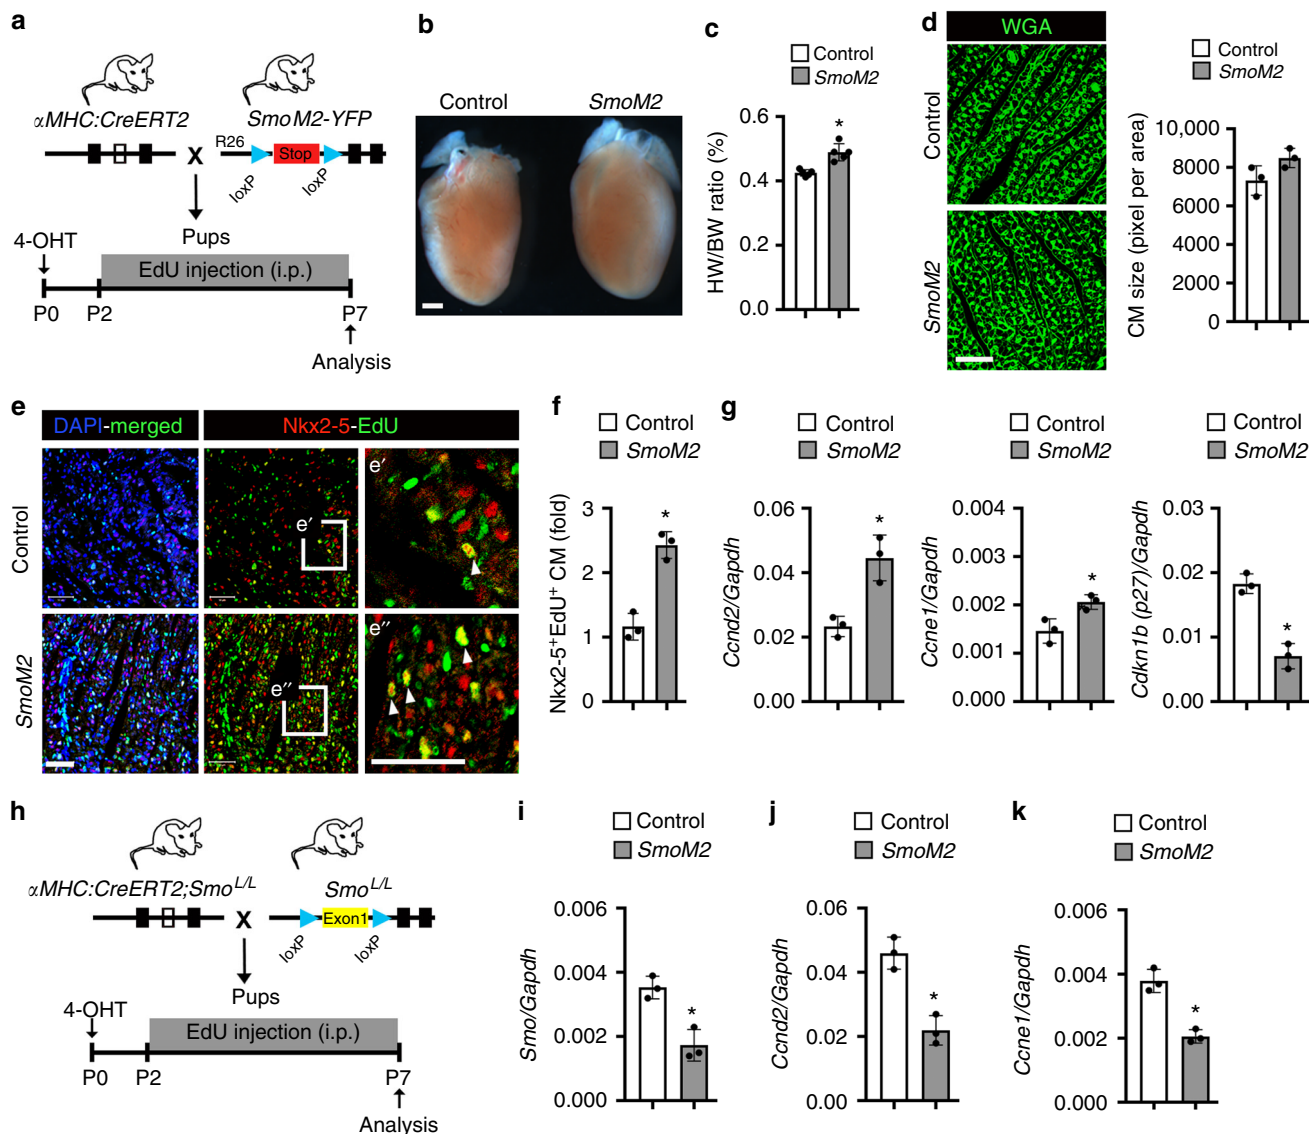 a
αMHC:CreERT2
SmoM2-YFP
R26
Stop
X
loxP
loxP
4-OHT
Pups
EdU injection (i.p.)
P0
P2
P7
Analysis
b
Control
SmoM2
c
Control
SmoM2
HW/BW ratio (%)
0.6
0.4
0.2
0.0
*
d
WGA
Control
SmoM2
Control
SmoM2
CM size (pixel per area)
10,000
8000
6000
4000
2000
0
e
DAPI-merged
Nkx2-5-EdU
Control
SmoM2
e′
e′
e″
e″
f
Control
SmoM2
Nkx2-5⁺EdU⁺ CM (fold)
3
2
1
0
*
g
Control
SmoM2
Ccnd2/Gapdh
0.06
0.04
0.02
0.00
*
Control
SmoM2
Ccne1/Gapdh
0.004
0.003
0.002
0.001
0.000
*
Control
SmoM2
Cdkn1b (p27)/Gapdh
0.03
0.02
0.01
0.00
*
h
αMHC:CreERT2;Smo^L/L
Smo^L/L
X
Exon1
loxP
loxP
4-OHT
Pups
EdU injection (i.p.)
P0
P2
P7
Analysis
i
Control
SmoM2
Smo/Gapdh
0.006
0.004
0.002
0.000
*
j
Control
SmoM2
Ccnd2/Gapdh
0.06
0.04
0.02
0.00
*
k
Control
SmoM2
Ccne1/Gapdh
0.006
0.004
0.002
0.000
*